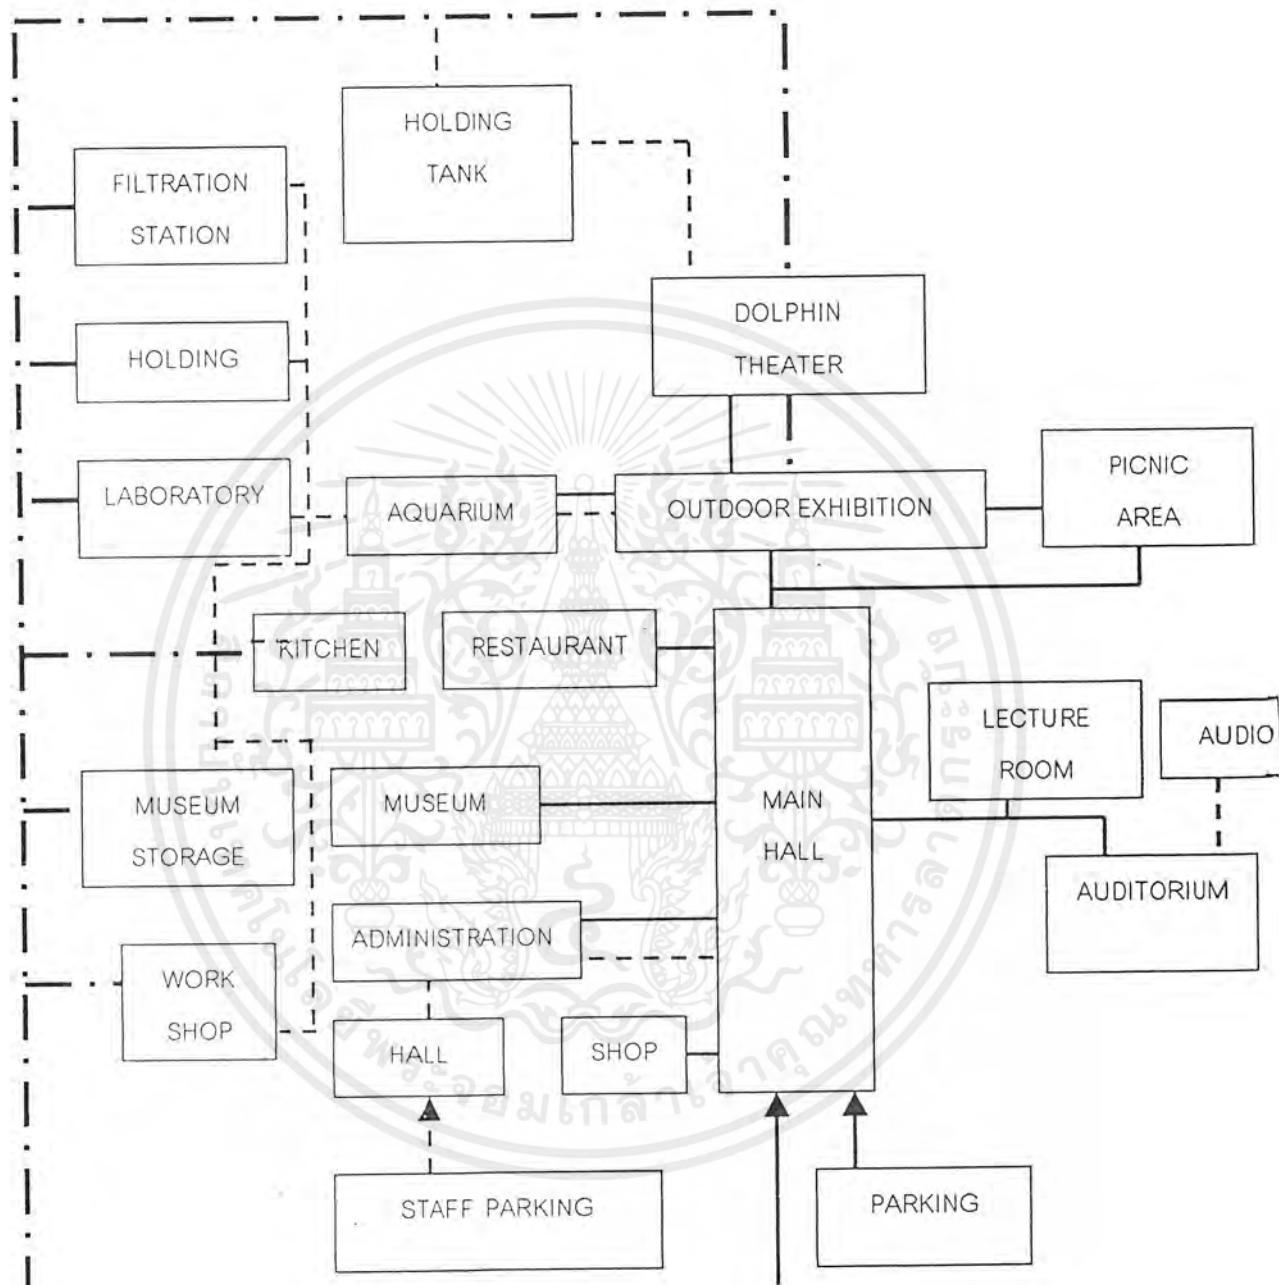 HOLDING
TANK
FILTRATION
STATION
DOLPHIN
THEATER
HOLDING
LABORATORY
AQUARIUM
OUTDOOR EXHIBITION
PICNIC
AREA
KITCHEN
RESTAURANT
LECTURE
ROOM
AUDIO
MUSEUM
STORAGE
MUSEUM
MAIN
HALL
AUDITORIUM
ADMINISTRATION
WORK
SHOP
HALL
SHOP
STAFF PARKING
PARKING